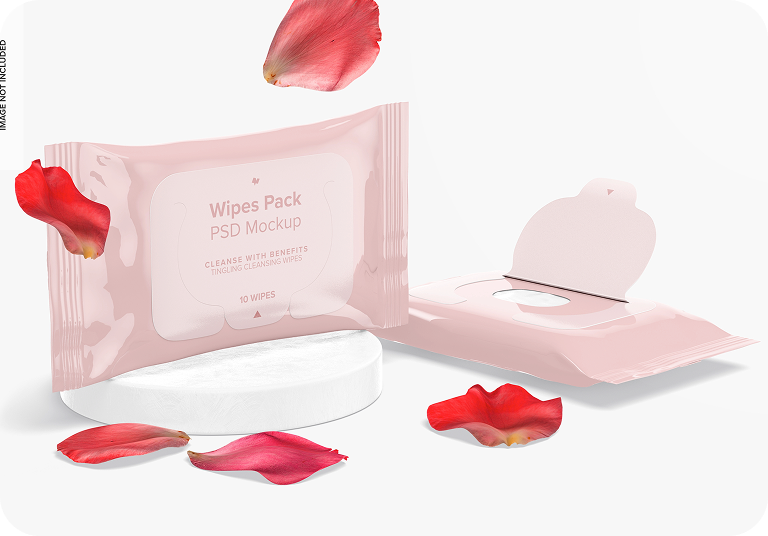 IMAGE NOT INCLUDED
Wipes Pack
PSD Mockup
CLEANSE WITH BENEFITS
TINGLING CLEANSING WIPES
10 WIPES